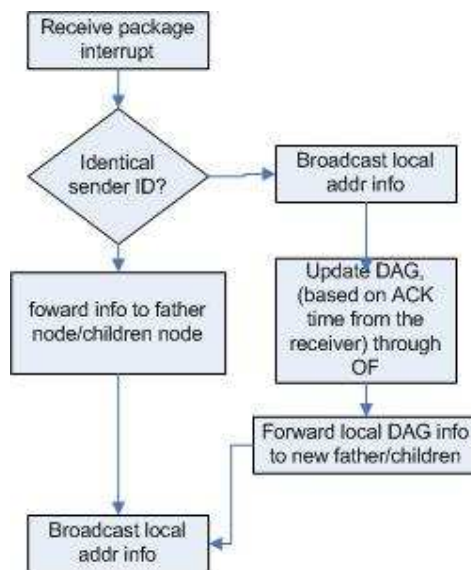 Receive package
interrupt
Identical
sender ID?
Broadcast local
addr info
foward info to father
node/children node
Update DAG,
(based on ACK
time from the
receiver) through
OF
Forward local DAG info
to new father/children
Broadcast local
addr info